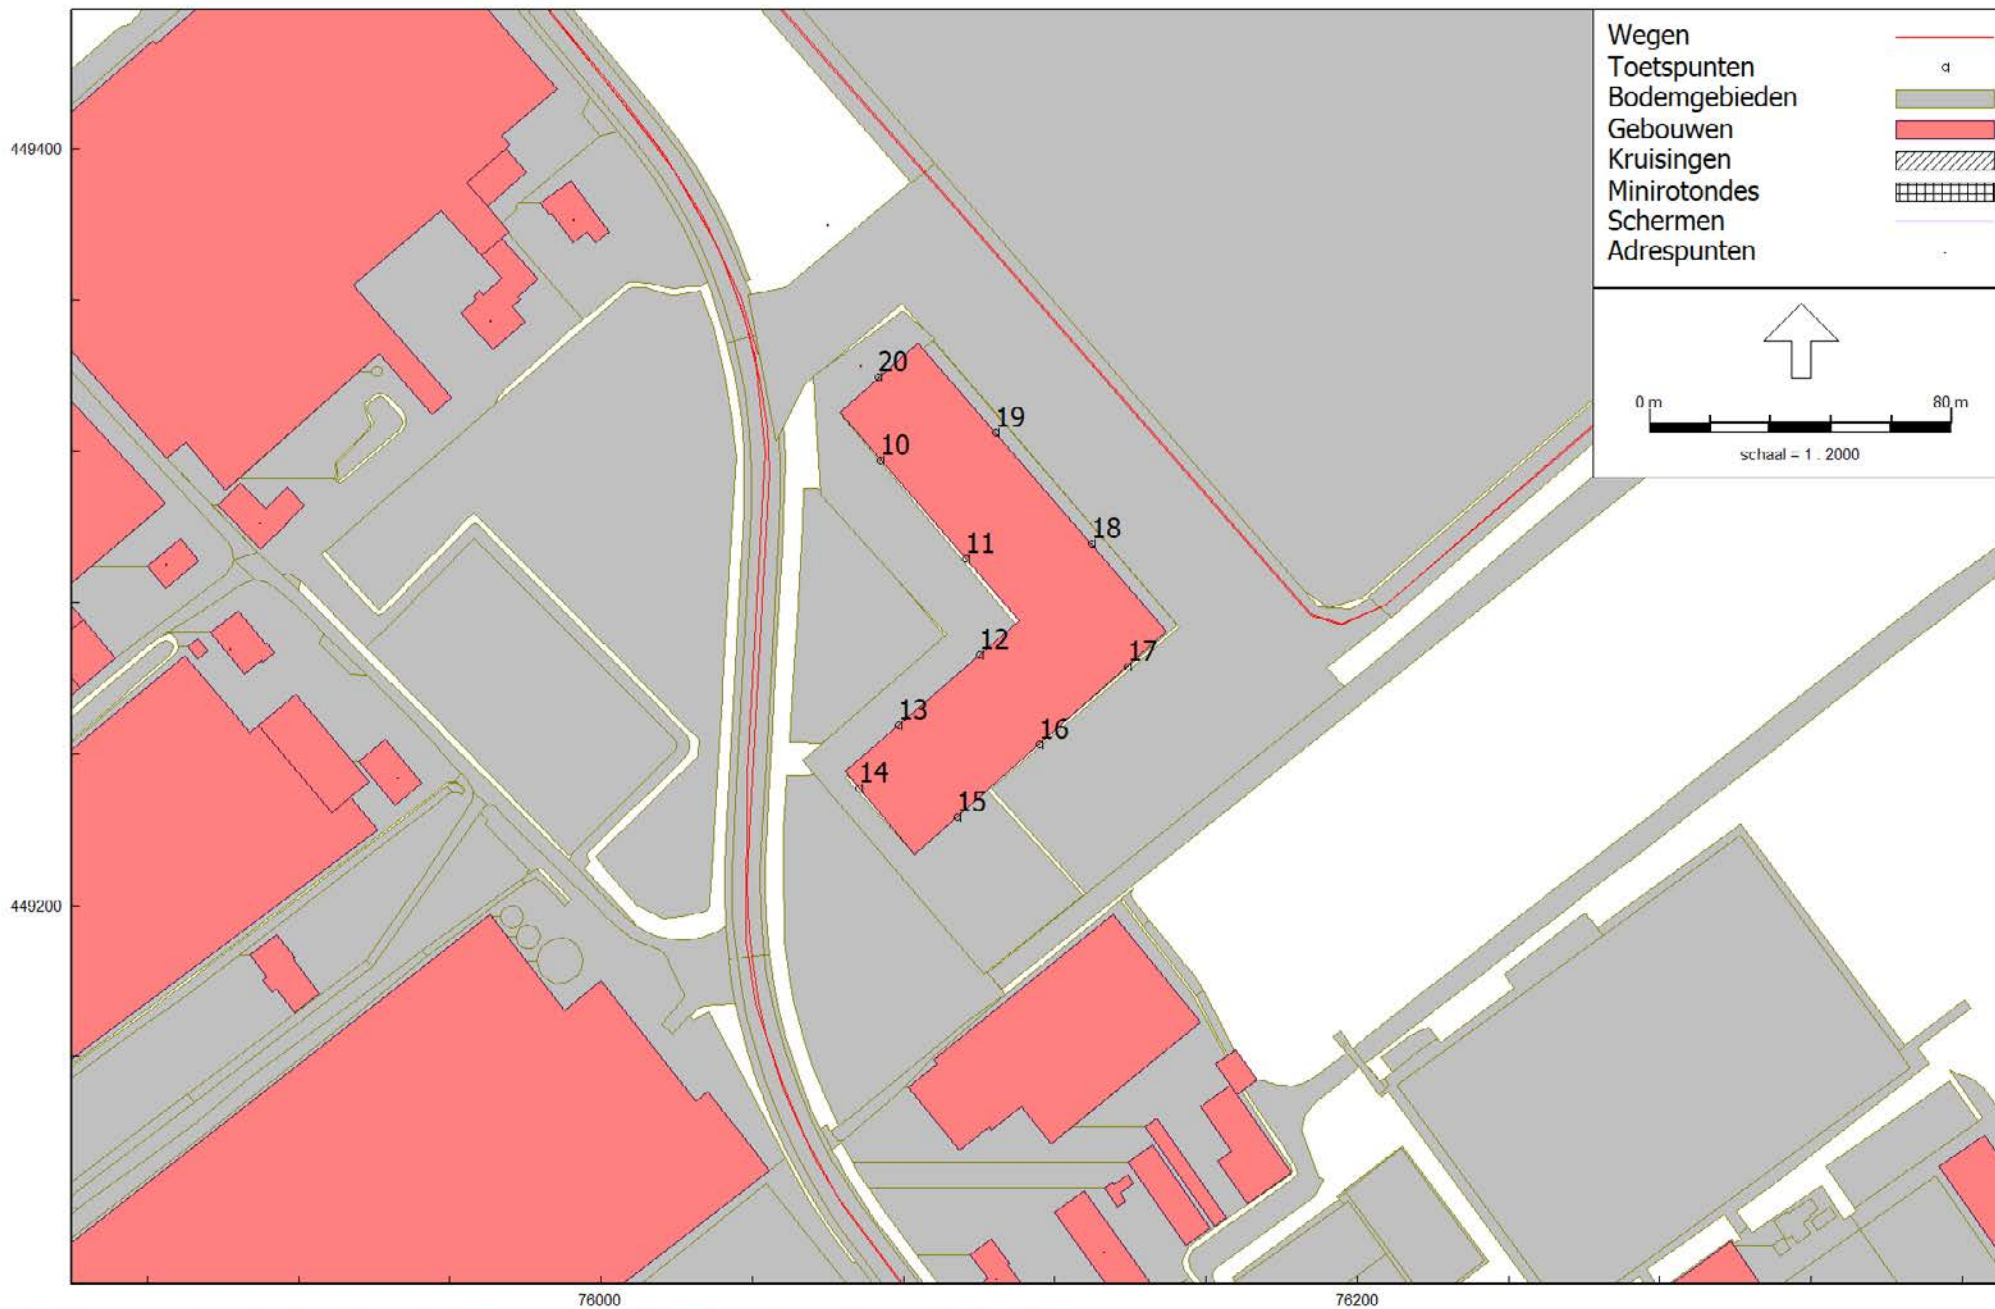 Wegen
Toetspunten
Bodemgebieden
Gebouwen
Kruisingen
Minirotondes
Schermen
Adrespunten
0 m 80 m
schaal = 1 : 2000
449400
20
19
10
18
11
12
17
13
16
14
15
449200
76000 76200